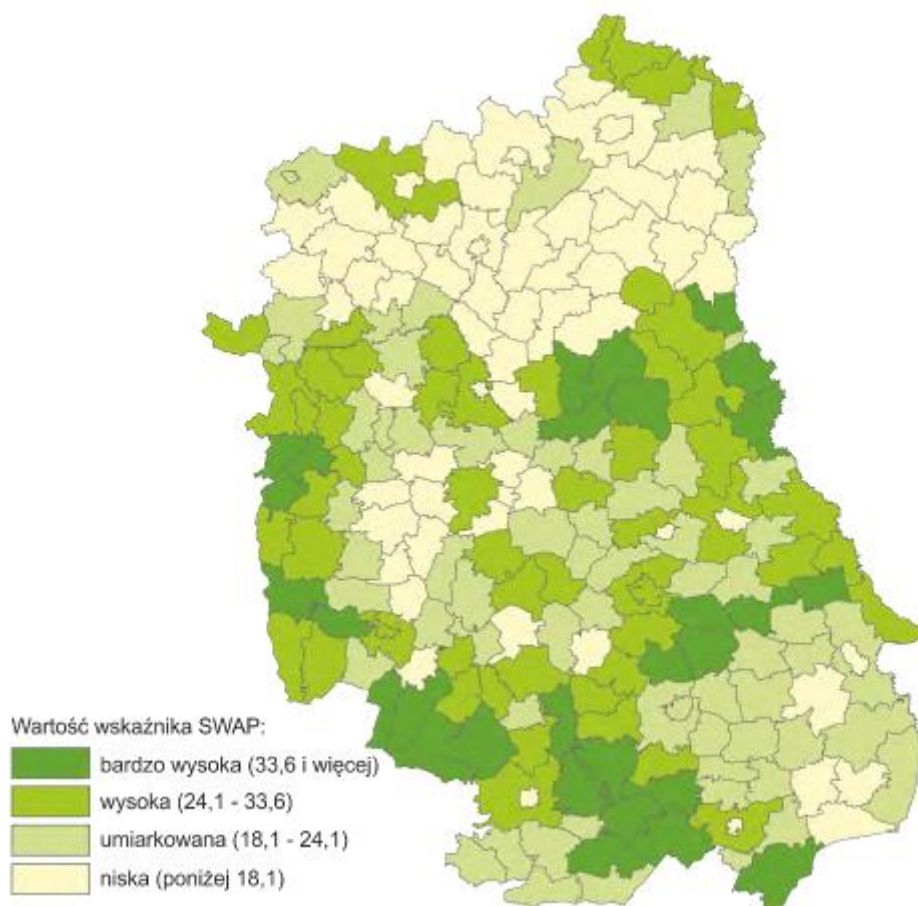 Wartość wskaźnika SWAP:
bardzo wysoka (33,6 i więcej)
wysoka (24,1 - 33,6)
umiarkowana (18,1 - 24,1)
niska (poniżej 18,1)